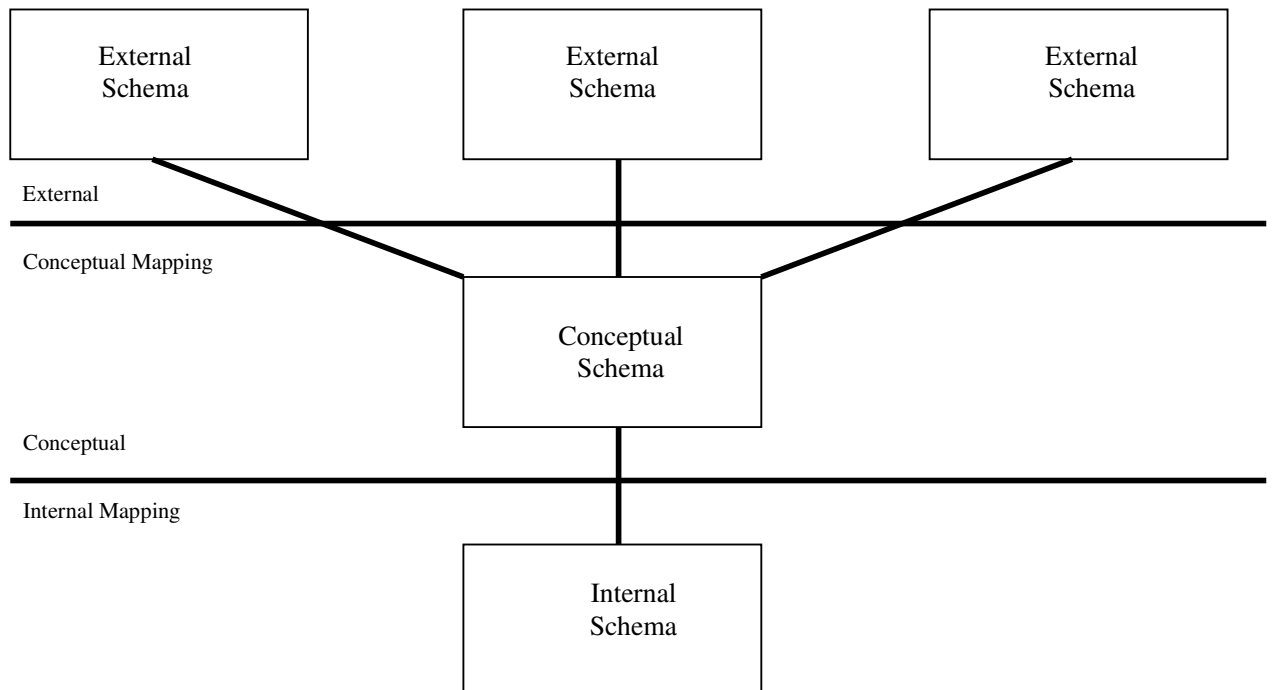 External
Schema
External
Schema
External
Schema
External
Conceptual Mapping
Conceptual
Schema
Conceptual
Internal Mapping
Internal
Schema